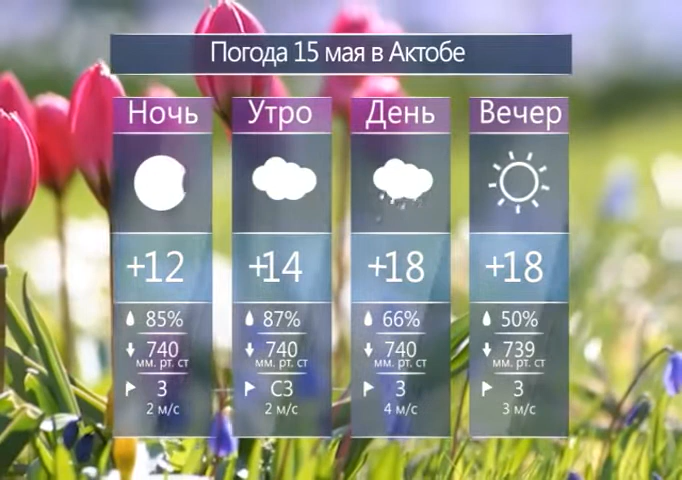 Погода 15 мая в Актобе
Ночь Утро День Вечер
+12 +14 +18 +18
85% 87% 66% 50%
740 740 740 739
мм. рт. ст мм. рт. ст мм. рт. ст мм. рт. ст
З СЗ З З
2 м/с 2 м/с 4 м/с 3 м/с